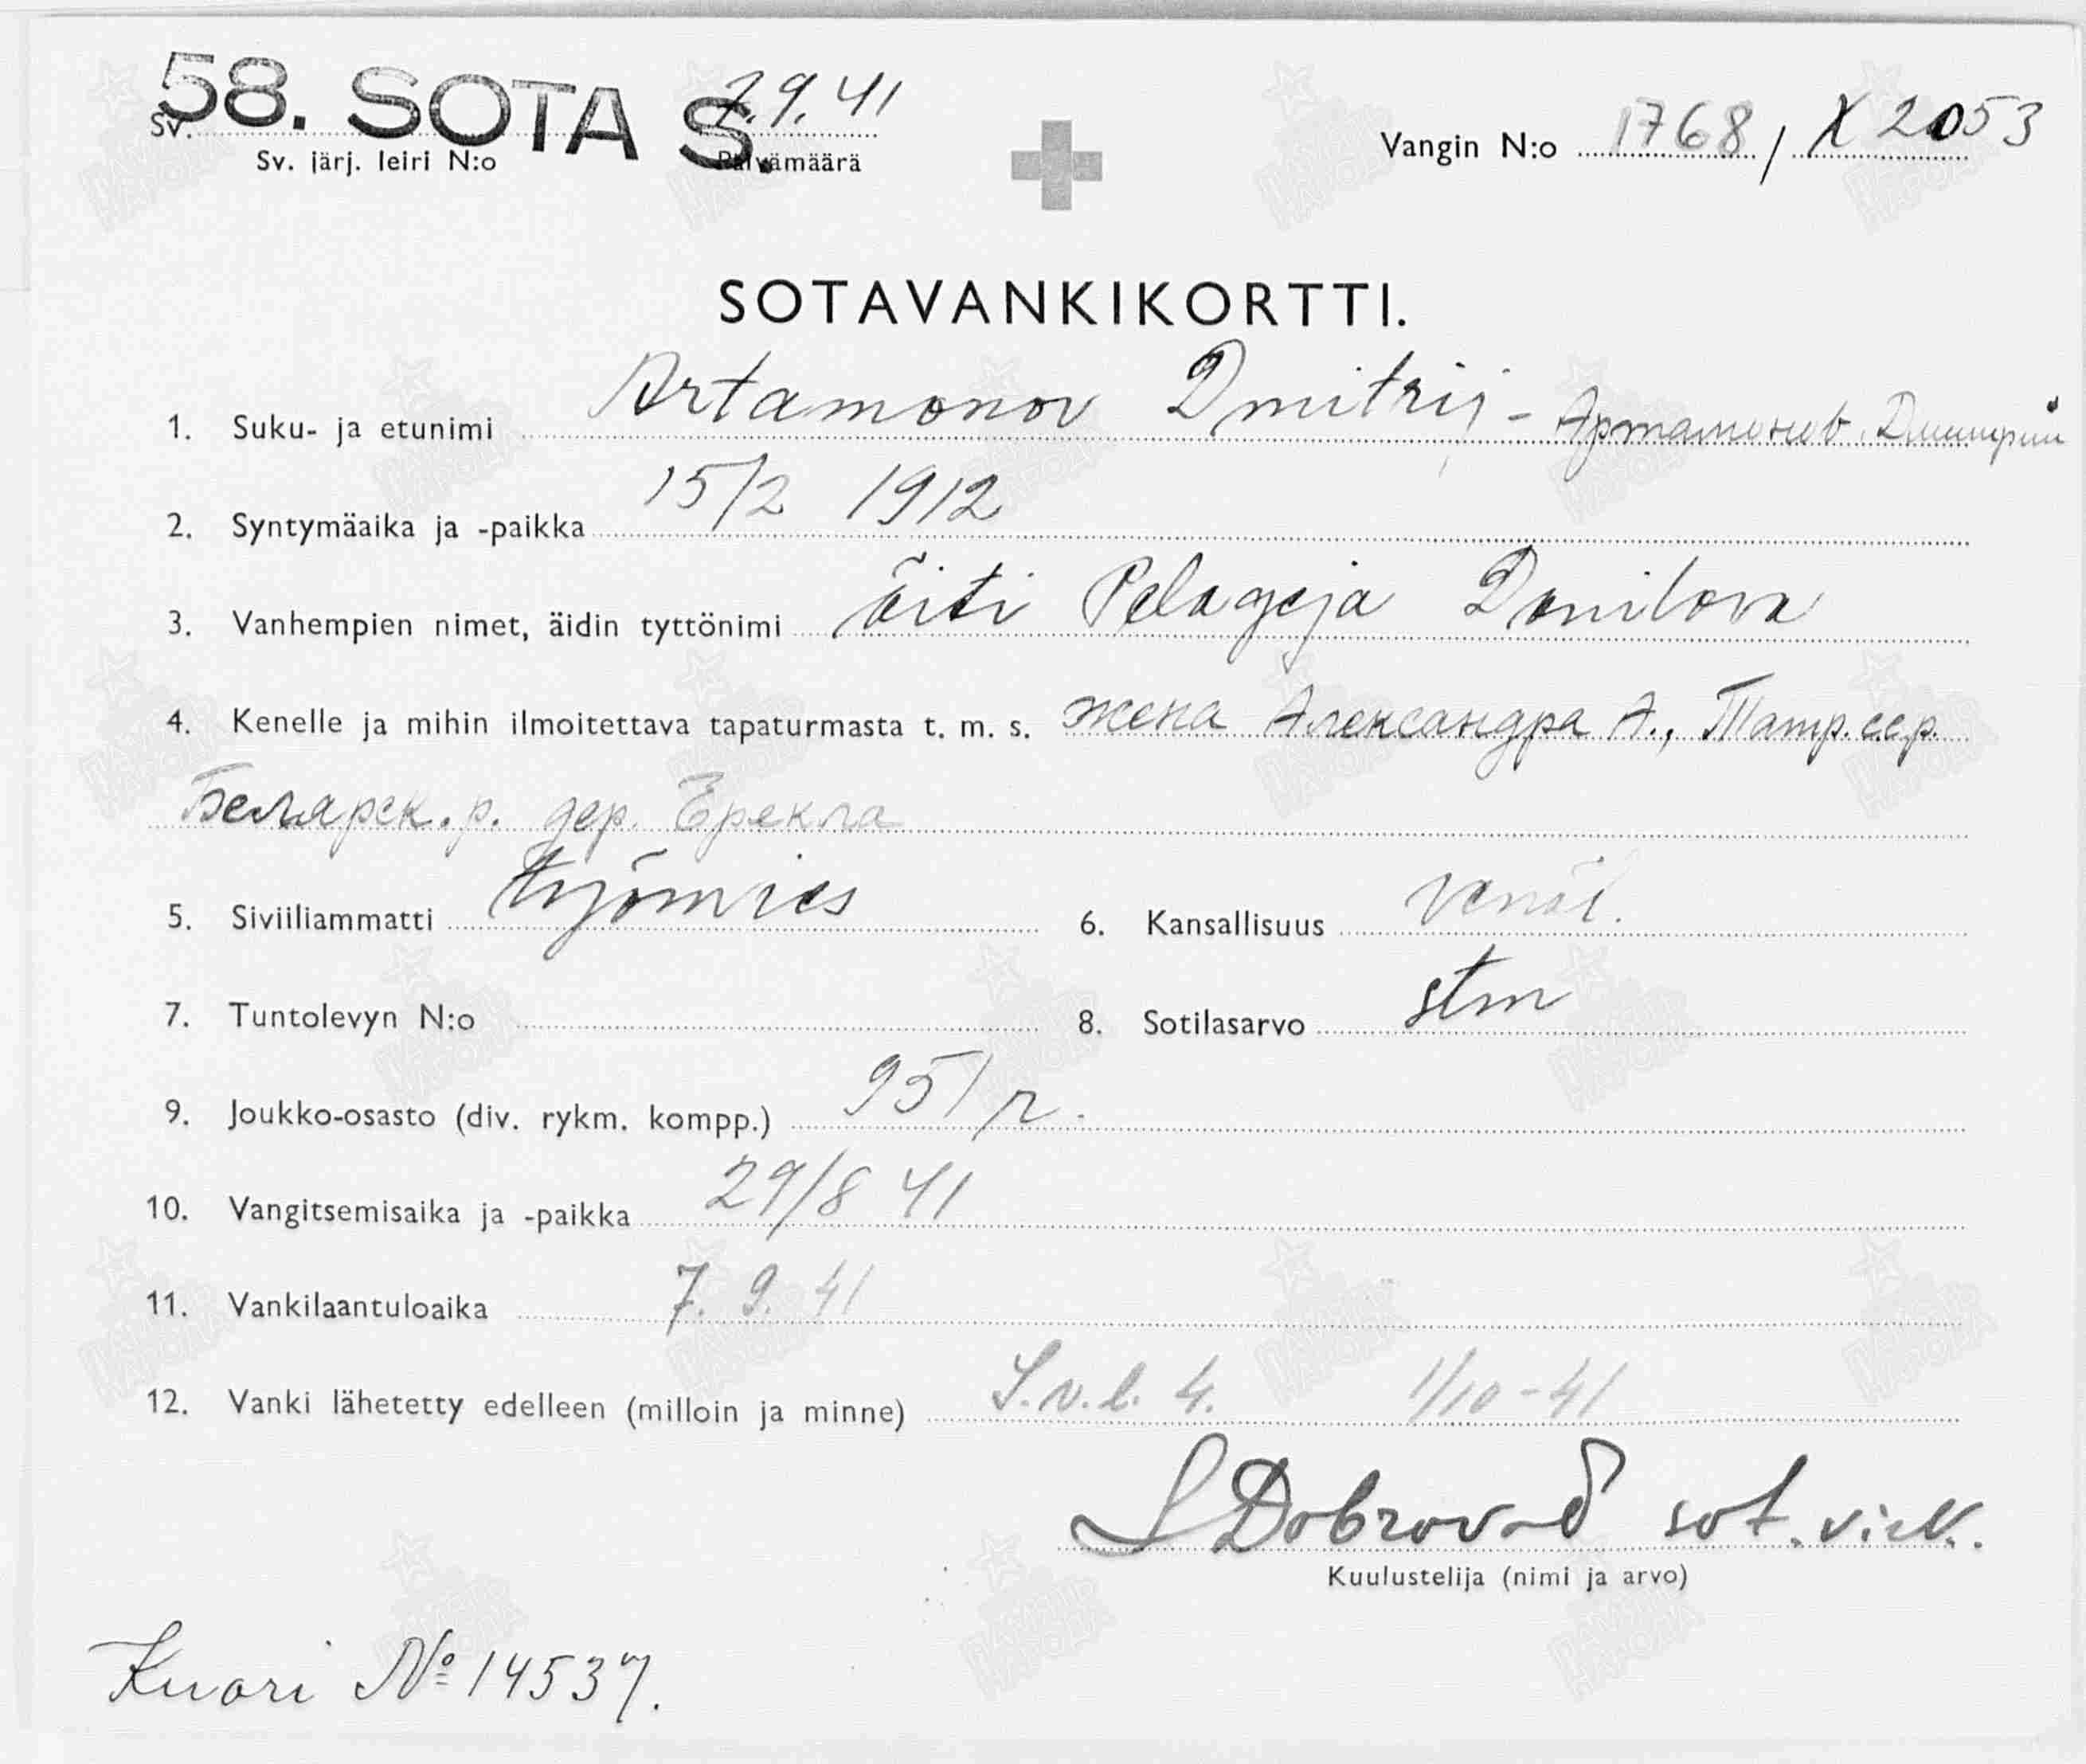 58. SOTA S. 7.9.41
Sv.
Sv. järj. leiri N:o Päivämäärä
Vangin N:o 1768 / X 2053
SOTAVANKIKORTTI.
1. Suku- ja etunimi Artamonov Dmitrij - Артамонов Дмитрий
2. Syntymäaika ja -paikka 15/2 1912
3. Vanhempien nimet, äidin tyttönimi äiti Pelageja Danilova
4. Kenelle ja mihin ilmoitettava tapaturmasta t. m. s. жена Александра А., Татр. сср.
Белярск. р. дер. Ерекла
5. Siviiliammatti työmies 6. Kansallisuus venäl.
7. Tuntolevyn N:o 8. Sotilasarvo stm
9. Joukko-osasto (div. rykm. kompp.) 951 r.
10. Vangitsemisaika ja -paikka 29/8 41
11. Vankilaantuloaika 7. 9. 41
12. Vanki lähetetty edelleen (milloin ja minne) S.v.l. 4. 1/10-41
sot. virk.
Kuulustelija (nimi ja arvo)
Kuori № 14537.